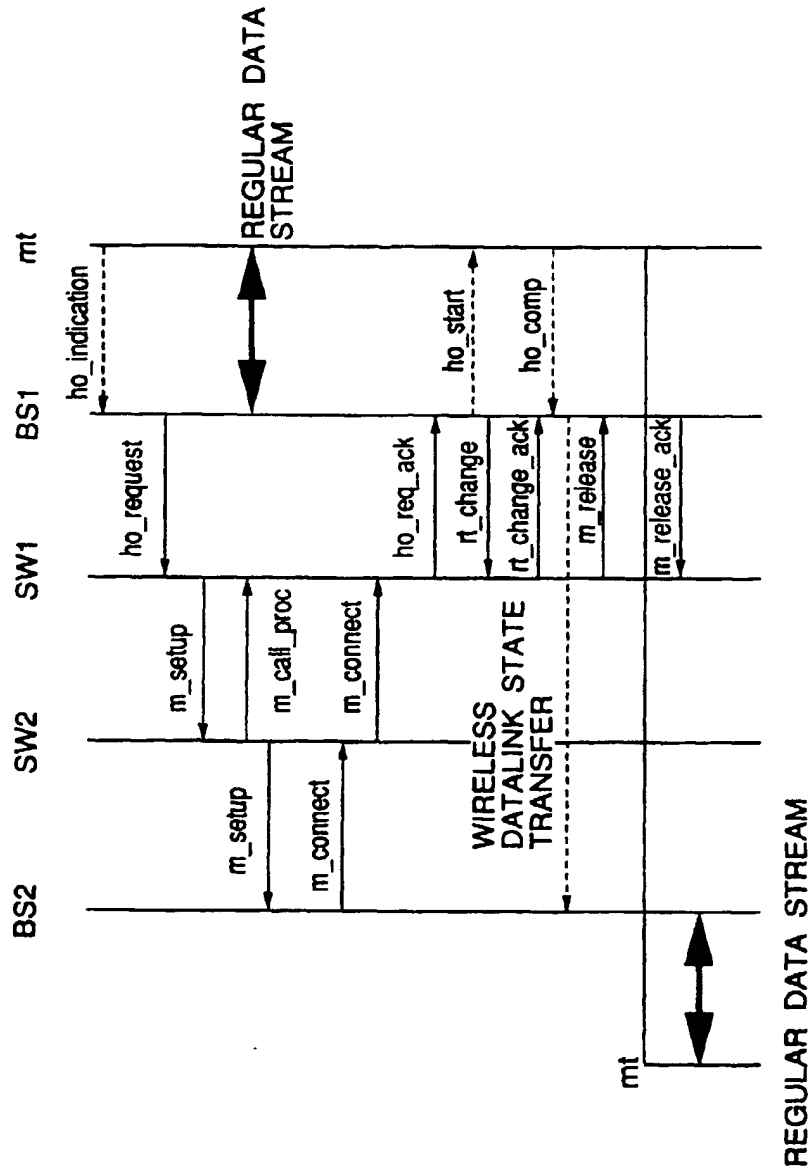 BS2
SW2
SW1
BS1
mt
ho_indication
ho_request
m_setup
REGULAR DATA
STREAM
m_call_proc
m_setup
m_connect
m_connect
ho_req_ack
ho_start
rt_change
rt_change_ack
ho_comp
WIRELESS
DATALINK STATE
TRANSFER
m_release
m_release_ack
mt
REGULAR DATA STREAM